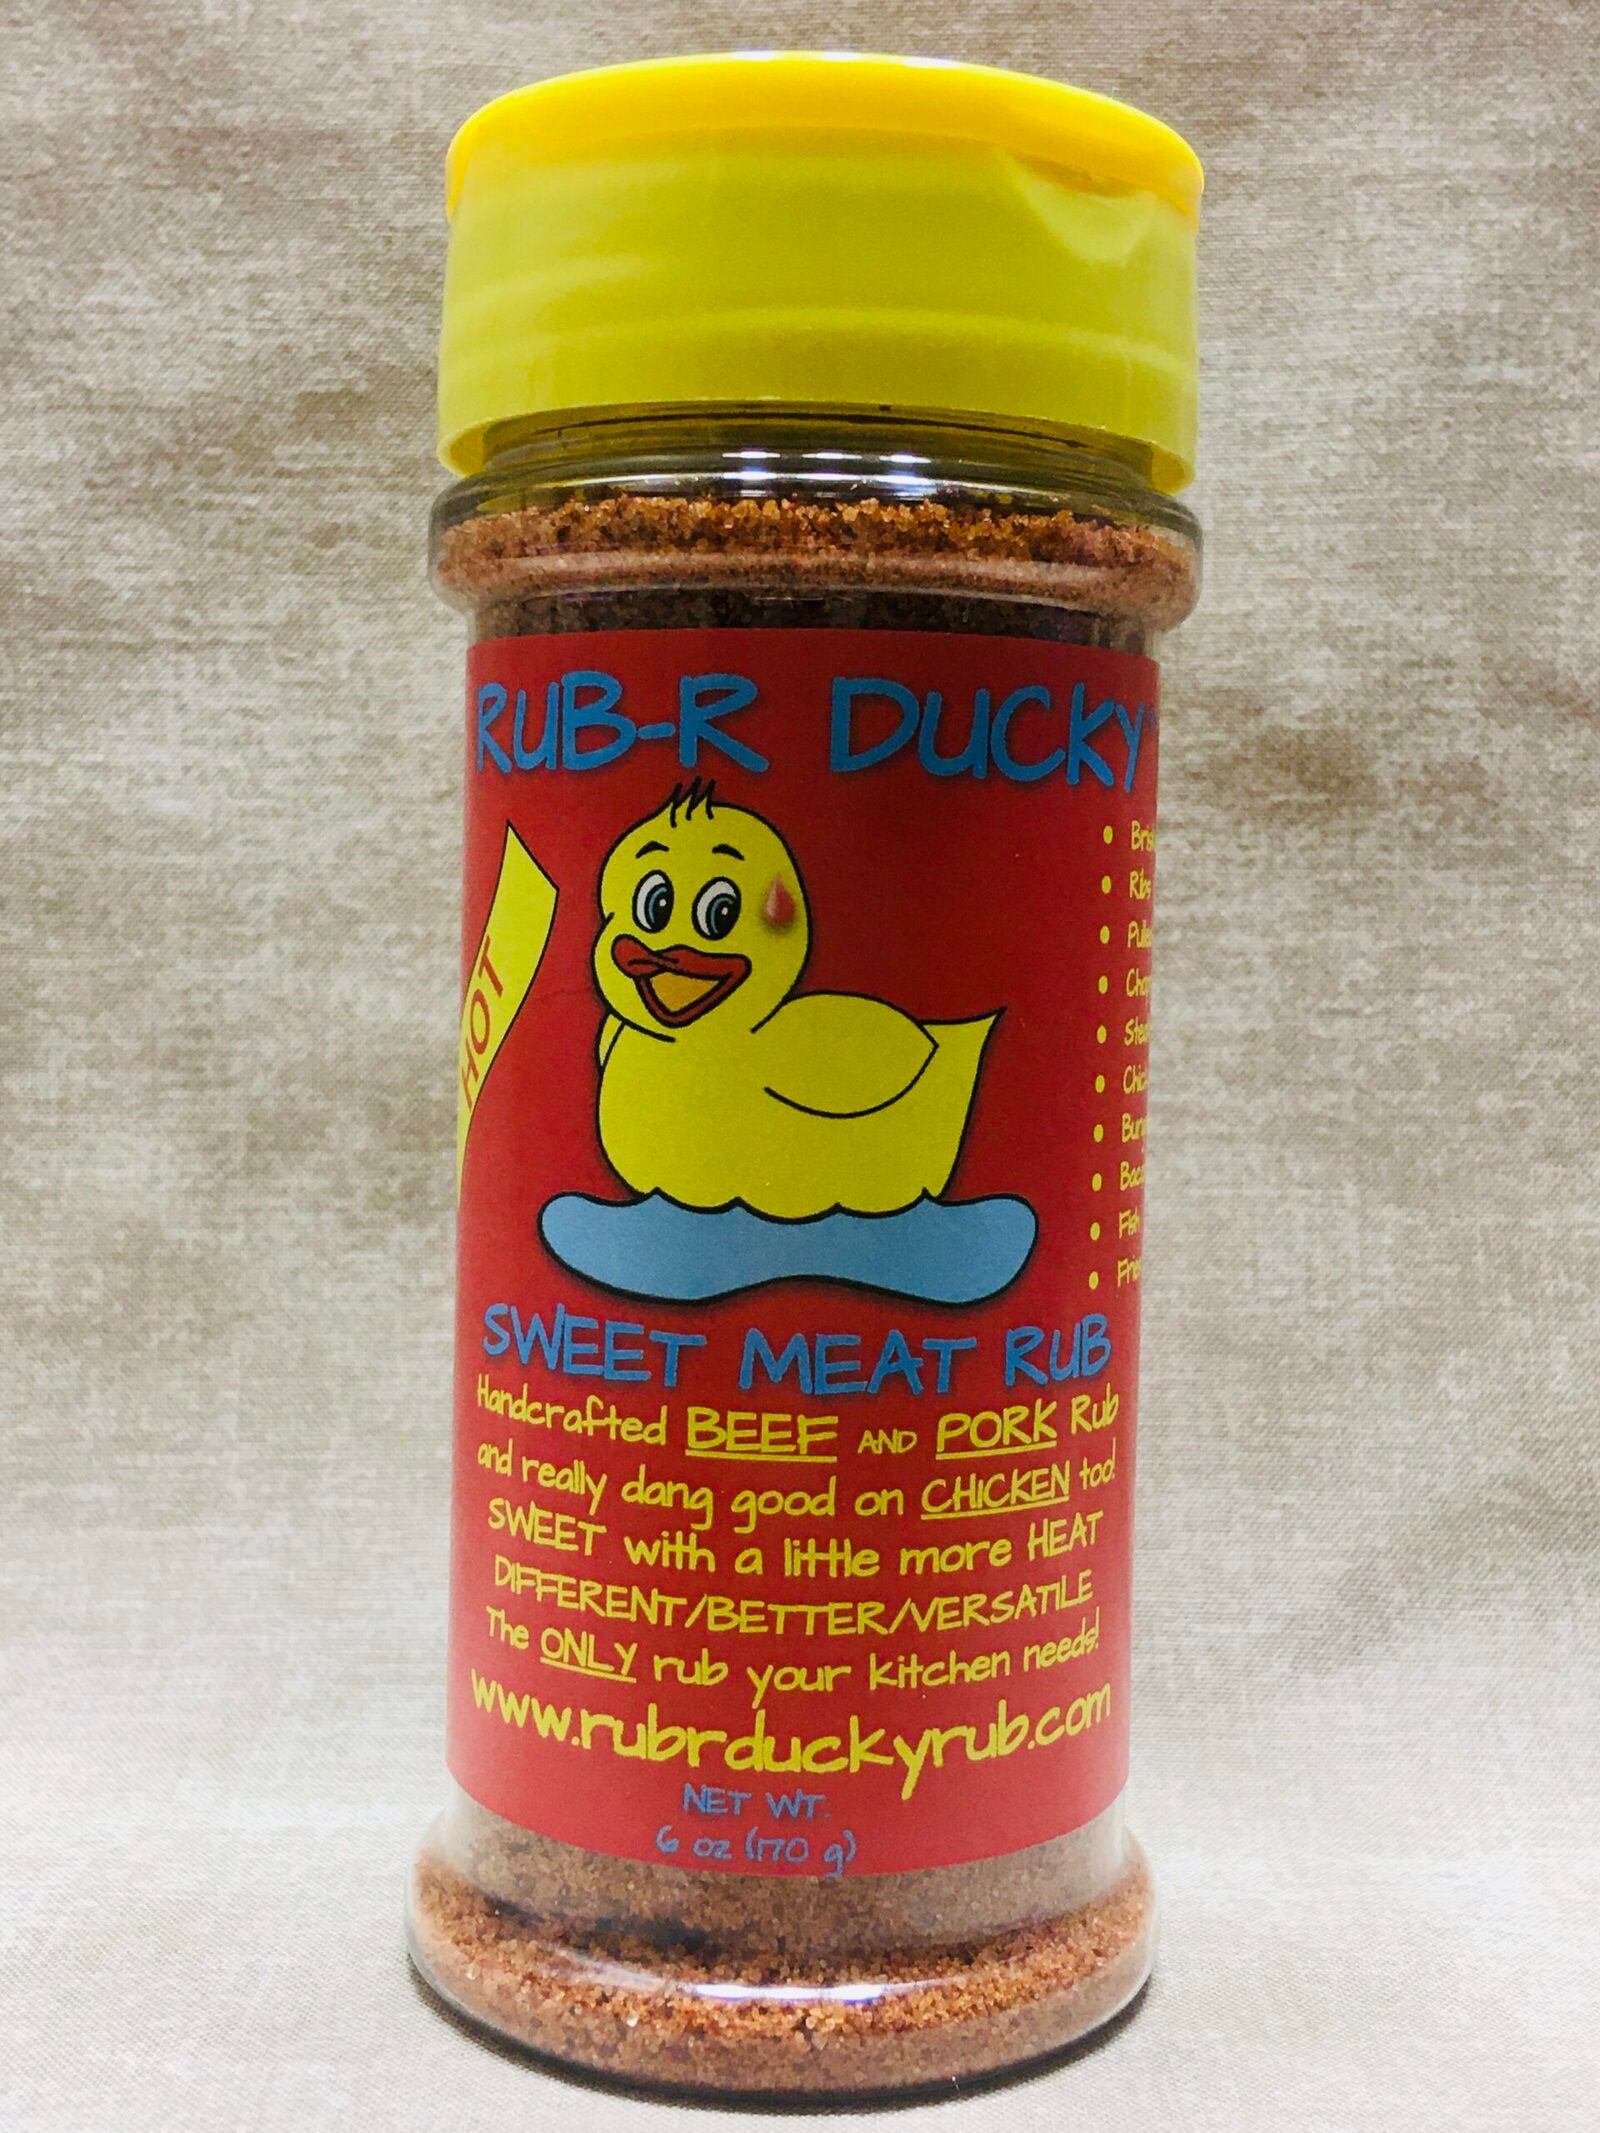 RUB-R DUCKY™
HOT
• Ribs
• Fish
SWEET MEAT RUB
Handcrafted BEEF AND PORK Rub
and really dang good on CHICKEN too!
SWEET with a little more HEAT
DIFFERENT/BETTER/VERSATILE
The ONLY rub your kitchen needs!
www.rubrduckyrub.com
NET WT.
6 oz (170 g)